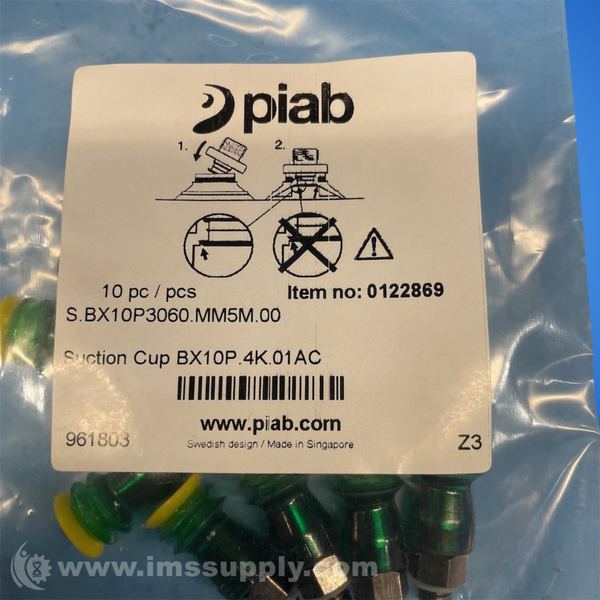 piab
1. 2.
10 pc / pcs Item no: 0122869
S.BX10P3060.MM5M.00
Suction Cup BX10P.4K.01AC
www.piab.com
961803 Swedish design / Made in Singapore Z3
www.imssupply.com